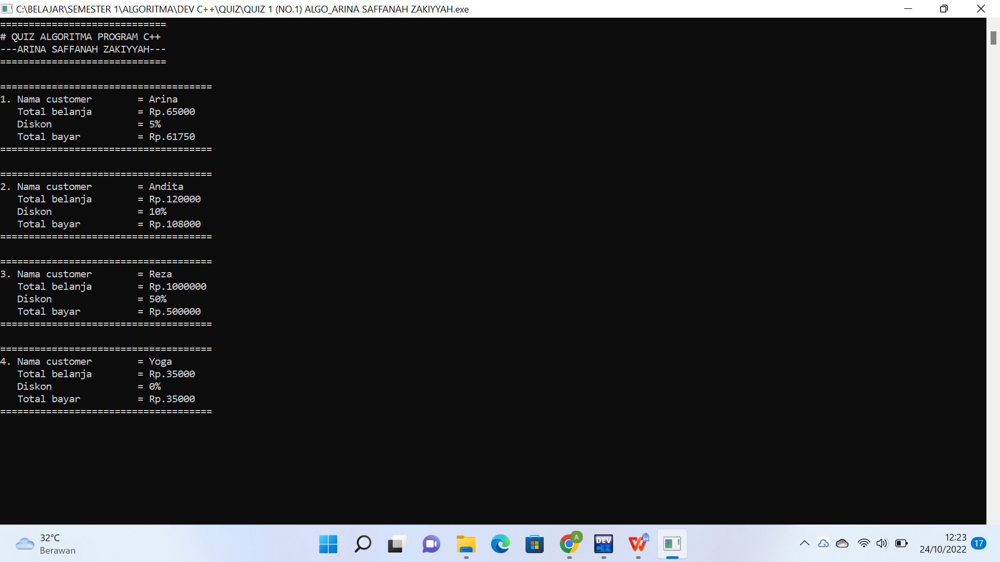 C:\BELAJAR\SEMESTER 1\ALGORITMA\DEV C++\QUIZ\QUIZ 1 (NO.1) ALGO_ARINA SAFFANAH ZAKIYYAH.exe
=============================
# QUIZ ALGORITMA PROGRAM C++
---ARINA SAFFANAH ZAKIYYAH---
=============================
=====================================
1. Nama customer        = Arina
   Total belanja        = Rp.65000
   Diskon               = 5%
   Total bayar          = Rp.61750
=====================================
=====================================
2. Nama customer        = Andita
   Total belanja        = Rp.120000
   Diskon               = 10%
   Total bayar          = Rp.108000
=====================================
=====================================
3. Nama customer        = Reza
   Total belanja        = Rp.1000000
   Diskon               = 50%
   Total bayar          = Rp.500000
=====================================
=====================================
4. Nama customer        = Yoga
   Total belanja        = Rp.35000
   Diskon               = 0%
   Total bayar          = Rp.35000
=====================================
32°C
Berawan
A
DEV
C++
W
12:23
24/10/2022
17